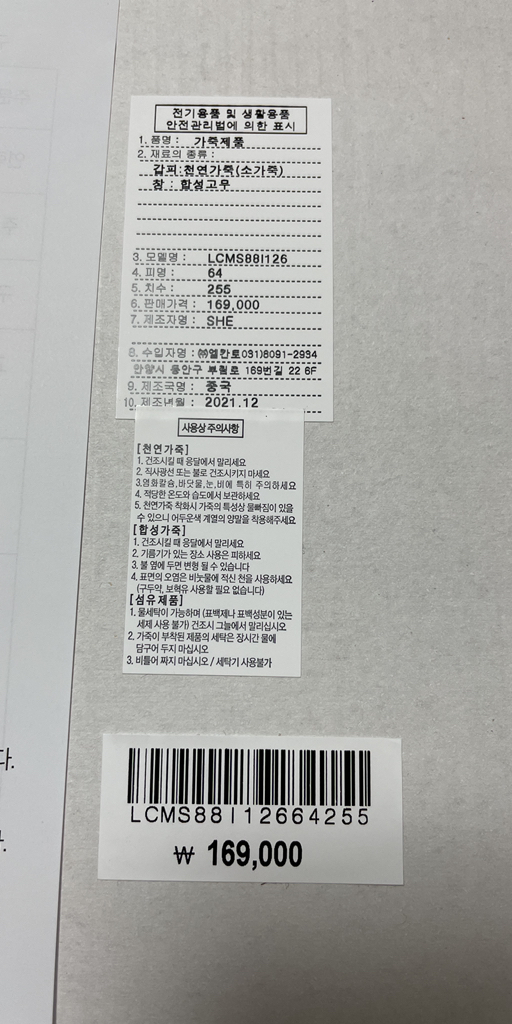 전기용품 및 생활용품
안전관리법에 의한 표시
1. 품명 : 가죽제품
2. 재료의 종류 :
갑피:천연가죽(소가죽)
창 : 합성고무
3. 모델명 : LCMS88I126
4. 피명 : 64
5. 치수 : 255
6. 판매가격 : 169,000
7. 제조자명 : SHE
8. 수입자명 : ㈜엘칸토031)8091-2934
안양시 동안구 부림로 169번길 22 6F
9. 제조국명 : 중국
10. 제조년월 : 2021.12
사용상 주의사항
[천연가죽]
1. 건조시킬 때 응달에서 말리세요
2. 직사광선 또는 불로 건조시키지 마세요
3.염화칼슘,바닷물,눈,비에 특히 주의하세요
4. 적당한 온도와 습도에서 보관하세요
5. 천연가죽 착화시 가죽의 특성상 물빠짐이 있을
수 있으니 어두운색 계열의 양말을 착용해주세요
[합성가죽]
1. 건조시킬 때 응달에서 말리세요
2. 기름기가 있는 장소 사용은 피하세요
3. 불 옆에 두면 변형 될 수 있습니다
4. 표면의 오염은 비눗물에 적신 천을 사용하세요
(구두약, 보혁유 사용할 필요 없습니다)
[섬유제품]
1. 물세탁이 가능하며 (표백제나 표백성분이 있는
세제 사용 불가) 건조시 그늘에서 말리십시오
2. 가죽이 부착된 제품의 세탁은 장시간 물에
담구어 두지 마십시오
3. 비틀어 짜지 마십시오 / 세탁기 사용불가
다.
LCMS88I12664255
₩ 169,000